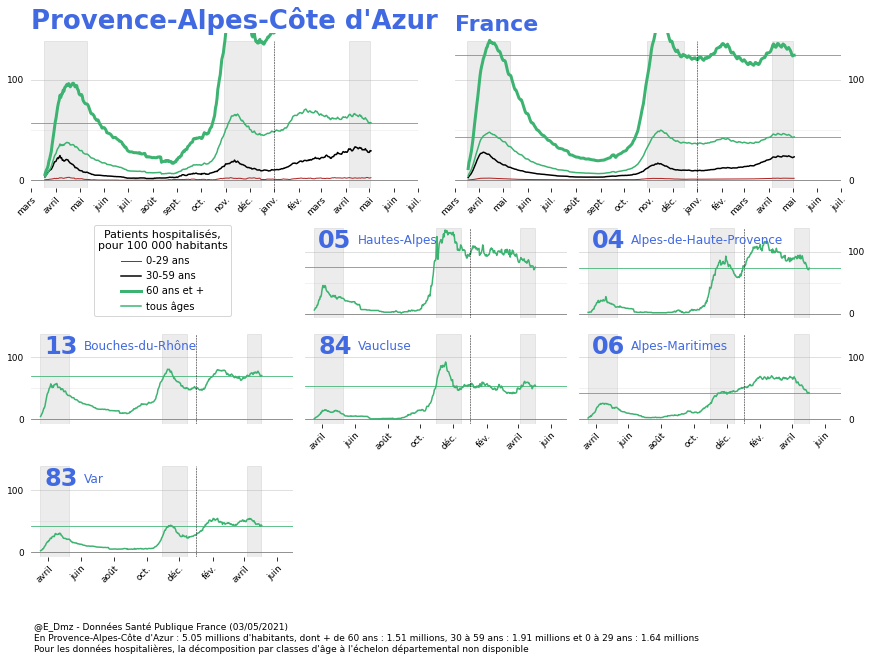 Provence-Alpes-Côte d'Azur
France
100
0
mars
avril
mai
juin
juil.
août
sept.
oct.
nov.
déc.
janv.
fév.
mars
avril
mai
juin
juil.
100
0
mars
avril
mai
juin
juil.
août
sept.
oct.
nov.
déc.
janv.
fév.
mars
avril
mai
juin
juil.
Patients hospitalisés,
pour 100 000 habitants
0-29 ans
30-59 ans
60 ans et +
tous âges
05 Hautes-Alpes
04 Alpes-de-Haute-Provence
100
0
13 Bouches-du-Rhône
100
0
84 Vaucluse
avril
juin
août
oct.
déc.
fév.
avril
juin
06 Alpes-Maritimes
100
0
avril
juin
août
oct.
déc.
fév.
avril
juin
83 Var
100
0
avril
juin
août
oct.
déc.
fév.
avril
juin
@E_Dmz - Données Santé Publique France (03/05/2021)
En Provence-Alpes-Côte d'Azur : 5.05 millions d'habitants, dont + de 60 ans : 1.51 millions, 30 à 59 ans : 1.91 millions et 0 à 29 ans : 1.64 millions
Pour les données hospitalières, la décomposition par classes d'âge à l'échelon départemental non disponible